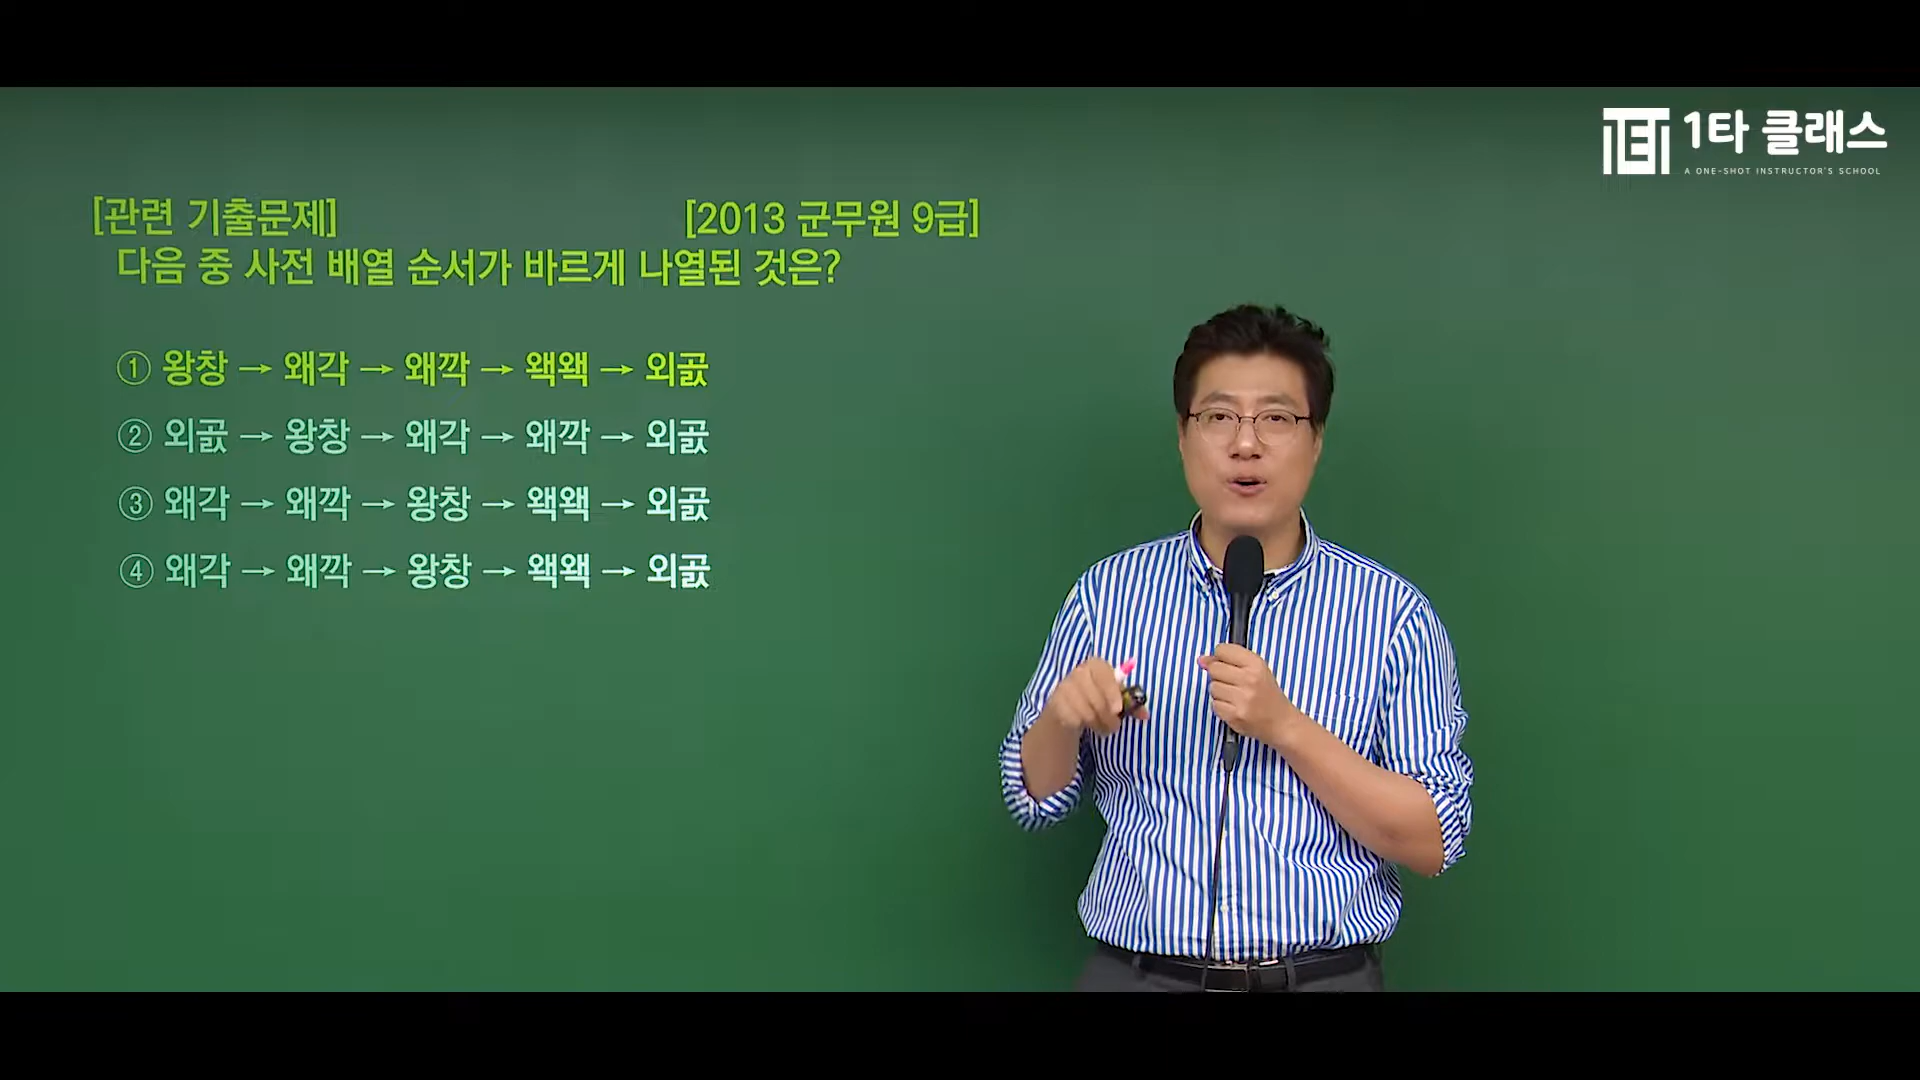 1타 클래스
A ONE-SHOT INSTRUCTOR'S SCHOOL
[관련 기출문제] [2013 군무원 9급]
다음 중 사전 배열 순서가 바르게 나열된 것은?
① 왕창 → 왜각 → 왜깍 → 왝왝 → 외곬
② 외곬 → 왕창 → 왜각 → 왜깍 → 외곬
③ 왜각 → 왜깍 → 왕창 → 왝왝 → 외곬
④ 왜각 → 왜깍 → 왕창 → 왝왝 → 외곬